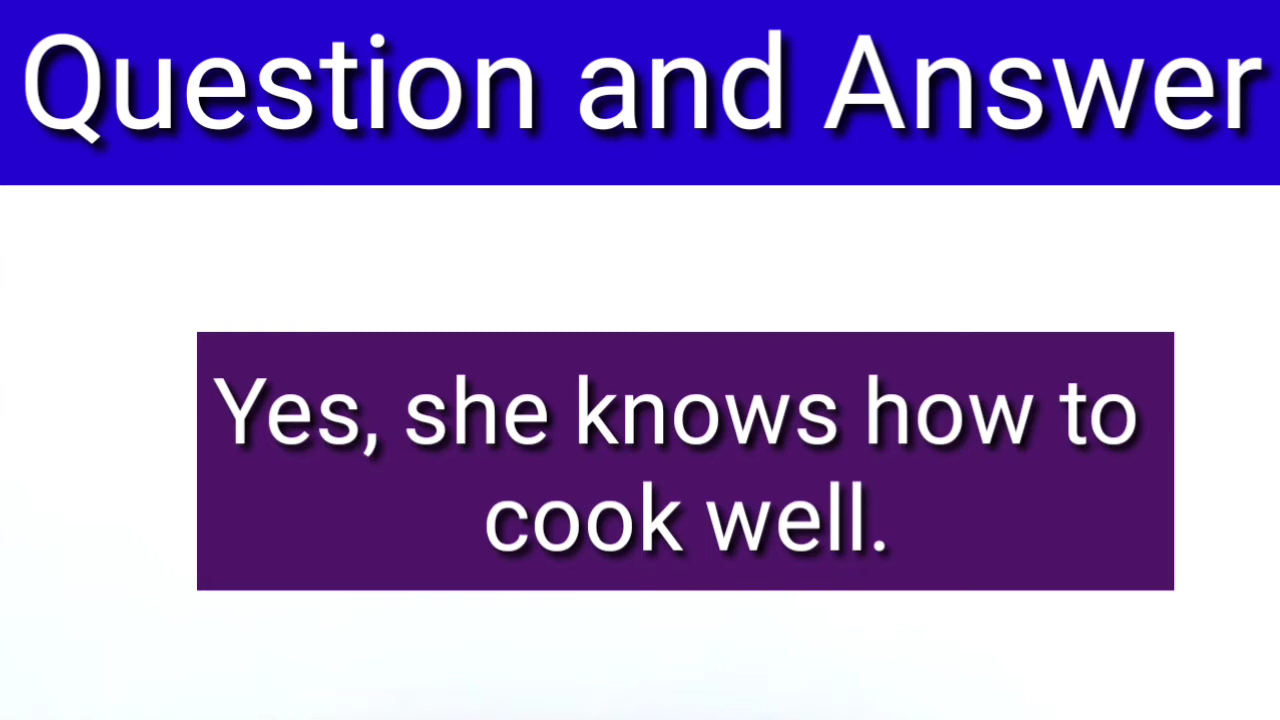 Question and Answer
Yes, she knows how to
cook well.